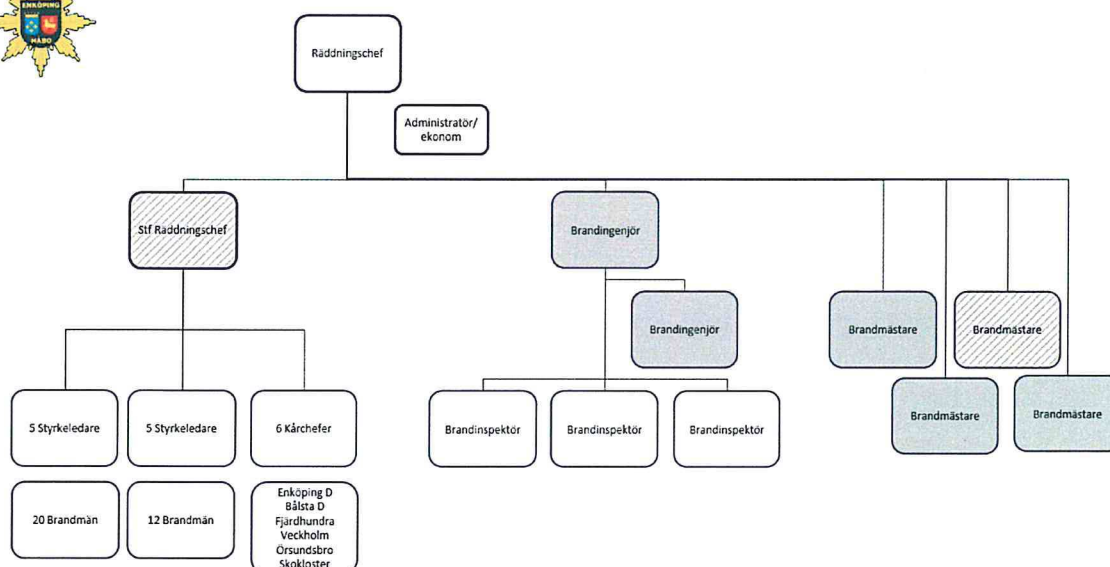 ENKÖPING
HÅBO
Räddningschef
Administratör/
ekonom
Stf Räddningschef
Brandingenjör
Brandingenjör
Brandmästare
Brandmästare
Brandmästare
Brandmästare
5 Styrkeledare
5 Styrkeledare
6 Kårchefer
Brandinspektör
Brandinspektör
Brandinspektör
20 Brandmän
12 Brandmän
Enköping D
Bålsta D
Fjärdhundra
Veckholm
Örsundsbro
Skokloster